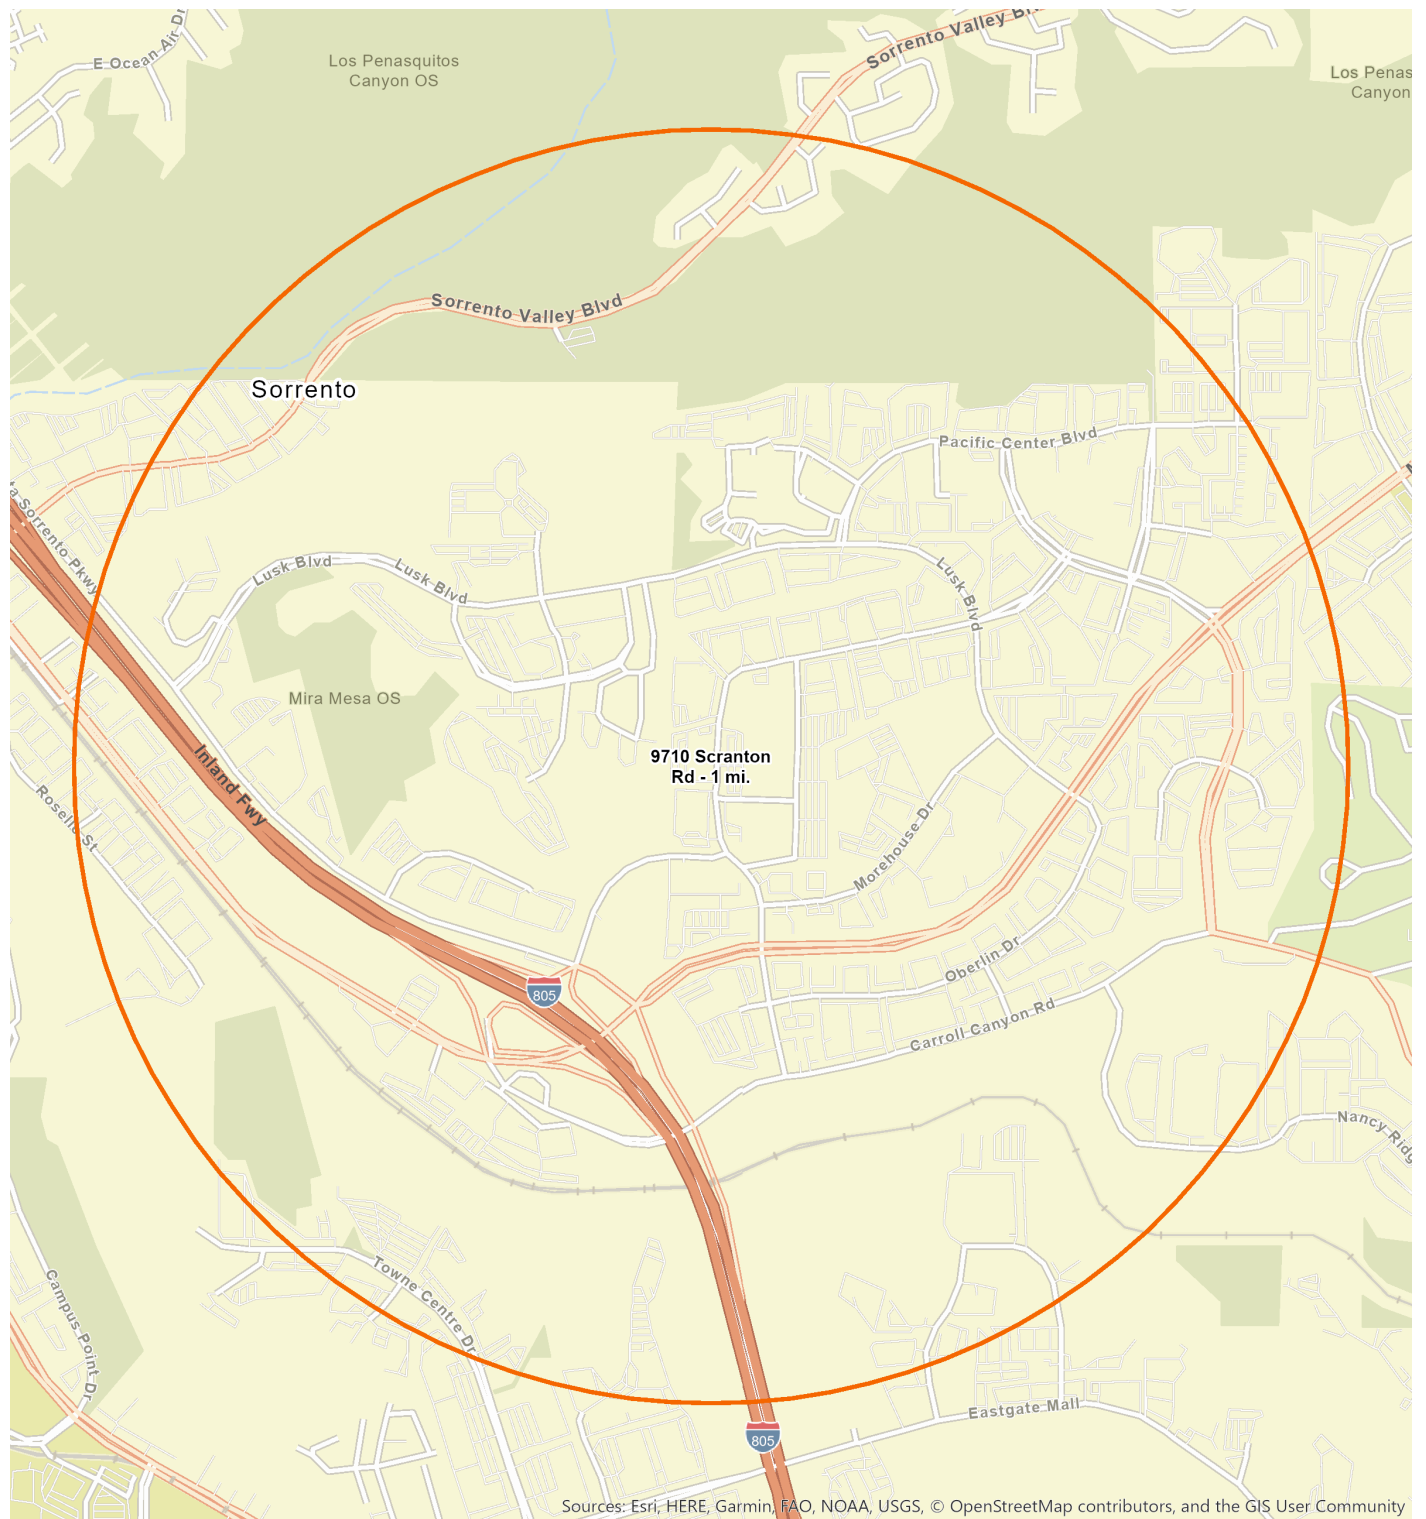 E Ocean Air Dr
Sorrento Valley Blvd
Los Penasquitos
Canyon OS
Los Penas
Canyon
Sorrento Valley Blvd
Sorrento
Pacific Center Blvd
ta Sorrento Pkwy
Lusk Blvd
Lusk Blvd
Lusk Blvd
Mira Mesa OS
9710 Scranton
Rd - 1 mi.
Inland Fwy
Roselle St
Morehouse Dr
Oberlin Dr
805
Carroll Canyon Rd
Nancy Ridg
Towne Centre Dr
Campus Point Dr
Eastgate Mall
805
Sources: Esri, HERE, Garmin, FAO, NOAA, USGS, © OpenStreetMap contributors, and the GIS User Community